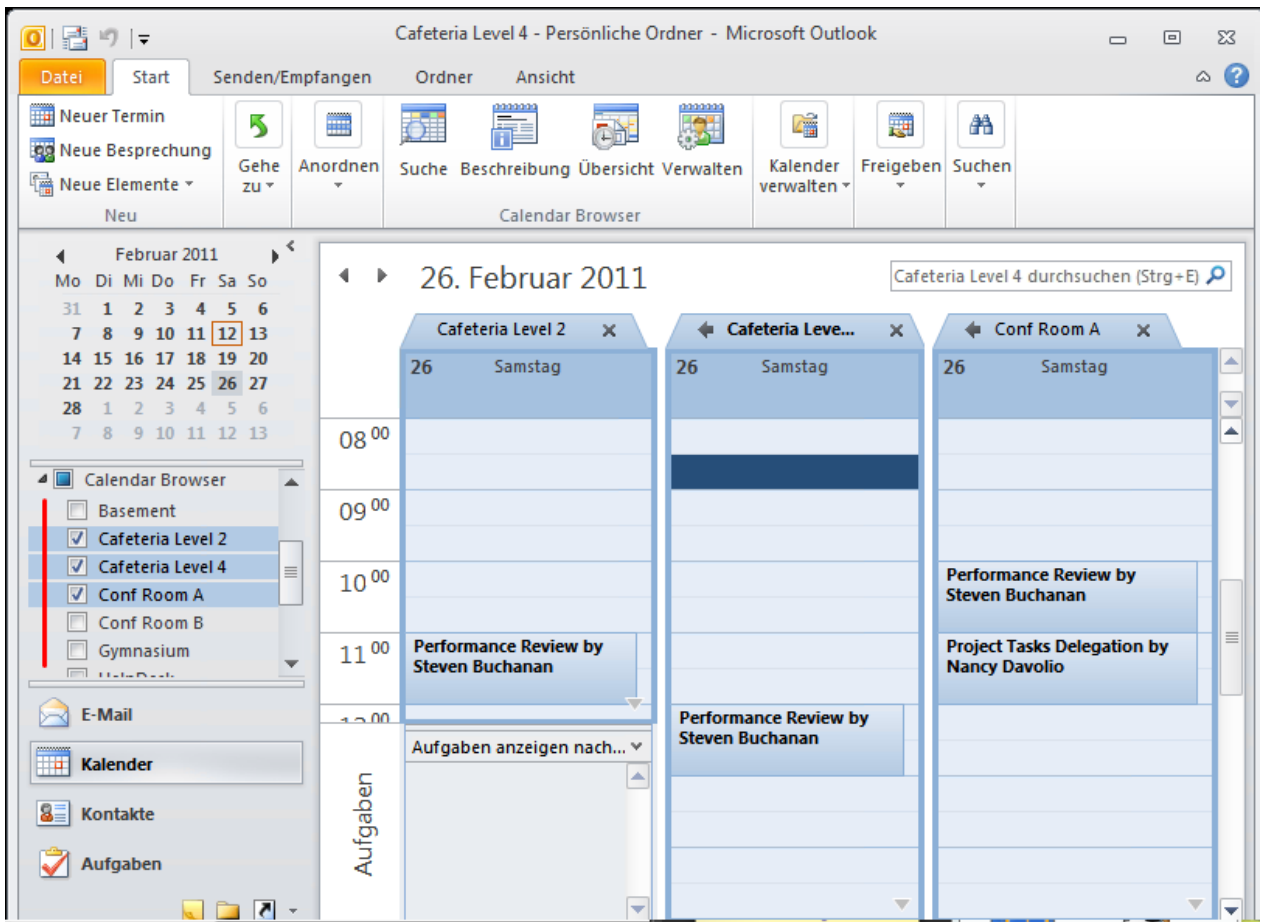 Cafeteria Level 4 - Persönliche Ordner - Microsoft Outlook
Datei Start Senden/Empfangen Ordner Ansicht
Neuer Termin
Neue Besprechung
Neue Elemente
Neu
Gehe
zu
Anordnen
Suche Beschreibung Übersicht Verwalten
Calendar Browser
Kalender
verwalten
Freigeben
Suchen
Februar 2011
Mo Di Mi Do Fr Sa So
31 1 2 3 4 5 6
7 8 9 10 11 12 13
14 15 16 17 18 19 20
21 22 23 24 25 26 27
28 1 2 3 4 5 6
7 8 9 10 11 12 13
Calendar Browser
Basement
Cafeteria Level 2
Cafeteria Level 4
Conf Room A
Conf Room B
Gymnasium
E-Mail
Kalender
Kontakte
Aufgaben
26. Februar 2011
Cafeteria Level 4 durchsuchen (Strg+E)
Cafeteria Level 2
Cafeteria Leve...
Conf Room A
26 Samstag
26 Samstag
26 Samstag
08 00
09 00
10 00
11 00
Performance Review by
Steven Buchanan
Performance Review by
Steven Buchanan
Performance Review by
Steven Buchanan
Project Tasks Delegation by
Nancy Davolio
Aufgaben anzeigen nach...
Aufgaben